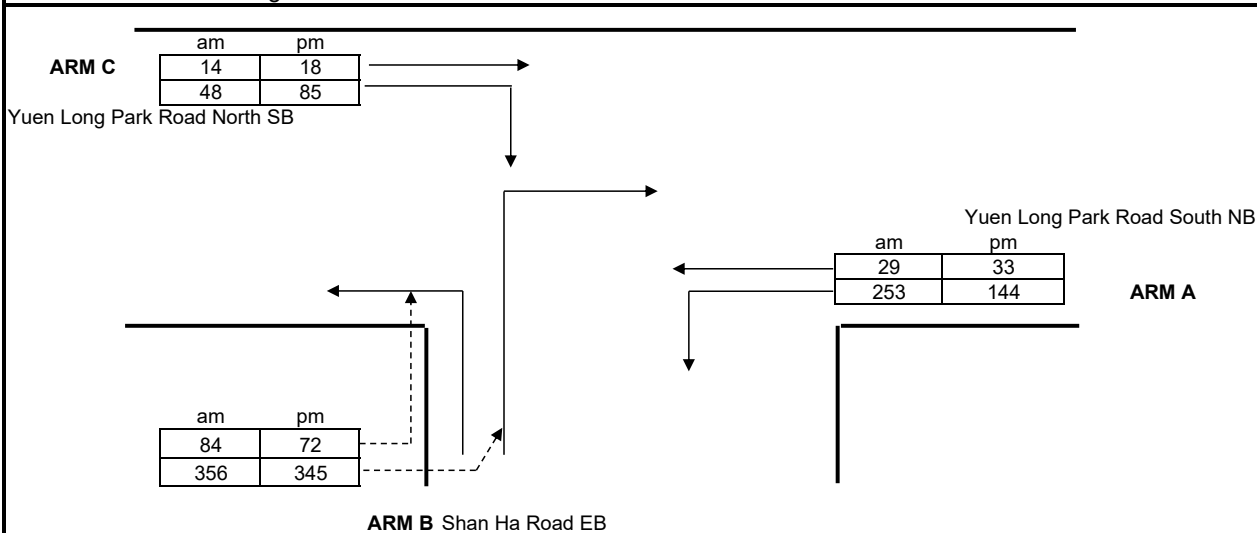 am pm
ARM C 14 18
48 85
Yuen Long Park Road North SB
Yuen Long Park Road South NB
am pm
29 33
253 144 ARM A
am pm
84 72
356 345
ARM B Shan Ha Road EB